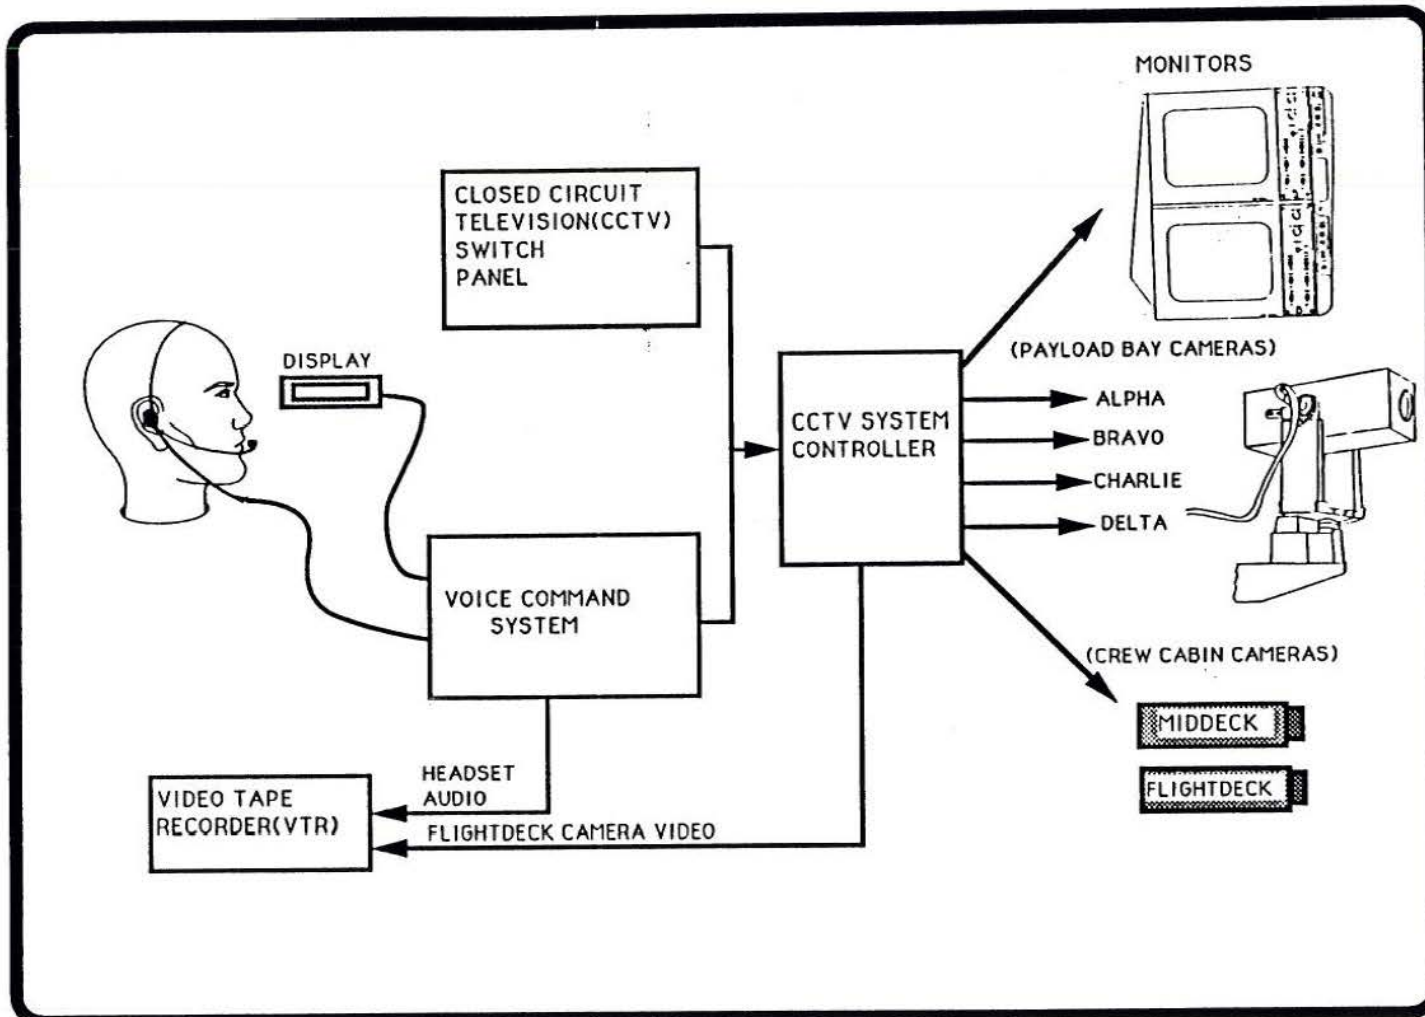 MONITORS
CLOSED CIRCUIT
TELEVISION(CCTV)
SWITCH
PANEL
DISPLAY
(PAYLOAD BAY CAMERAS)
ALPHA
BRAVO
CHARLIE
DELTA
CCTV SYSTEM
CONTROLLER
VOICE COMMAND
SYSTEM
(CREW CABIN CAMERAS)
MIDDECK
FLIGHTDECK
HEADSET
AUDIO
VIDEO TAPE
RECORDER(VTR)
FLIGHTDECK CAMERA VIDEO